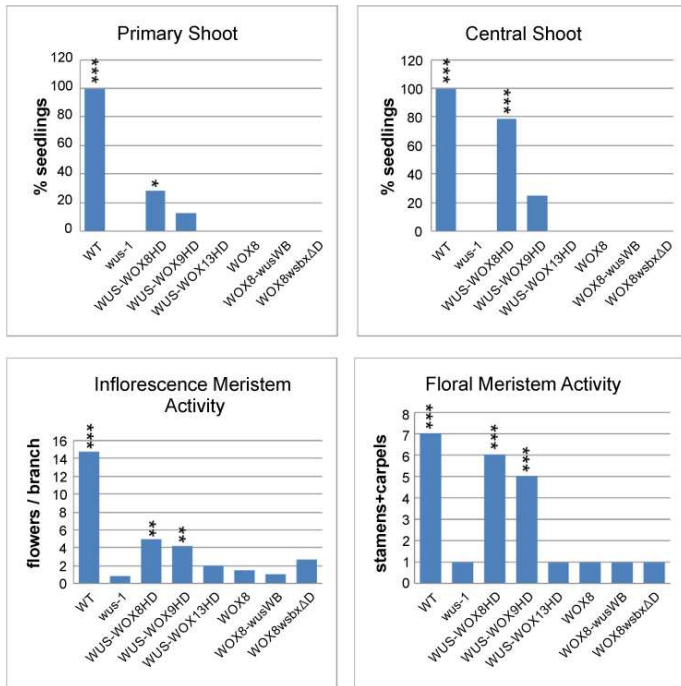 Primary Shoot
% seedlings
120
100
80
60
40
20
0
***
*
WT
wus-1
WUS-WOX8HD
WUS-WOX9HD
WUS-WOX13HD
WOX8
WOX8-wusWB
WOX8wsbxΔD
Central Shoot
% seedlings
120
100
80
60
40
20
0
***
***
WT
wus-1
WUS-WOX8HD
WUS-WOX9HD
WUS-WOX13HD
WOX8
WOX8-wusWB
WOX8wsbxΔD
Inflorescence Meristem
Activity
flowers / branch
16
14
12
10
8
6
4
2
0
***
**
**
WT
wus-1
WUS-WOX8HD
WUS-WOX9HD
WUS-WOX13HD
WOX8
WOX8-wusWB
WOX8wsbxΔD
Floral Meristem Activity
stamens+carpels
8
7
6
5
4
3
2
1
0
***
***
***
WT
wus-1
WUS-WOX8HD
WUS-WOX9HD
WUS-WOX13HD
WOX8
WOX8-wusWB
WOX8wsbxΔD